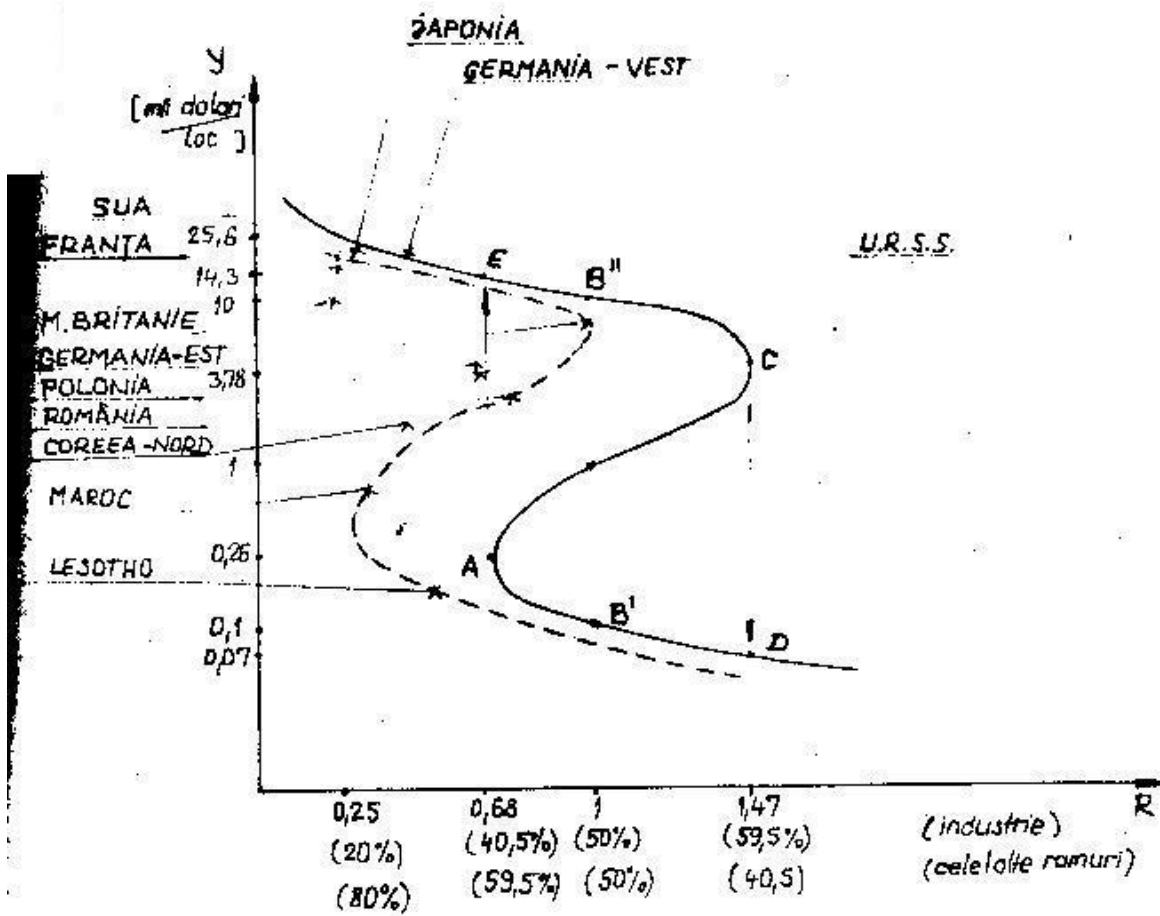 JAPONIA
GERMANIA - VEST
y
[mii dolari
loc ]
SUA
FRANȚA
25,6
U.R.S.S.
14,3
E
B"
10
M. BRITANIE
GERMANIA-EST
C
3,78
POLONIA
ROMÂNIA
COREEA-NORD
1
MAROC
0,26
A
LESOTHO
B'
0,1
D
0,07
0,25 0,68 1 1,47 R
(20%) (40,5%) (50%) (59,5%) (industrie)
(80%) (59,5%) (50%) (40,5) (celelalte ramuri)